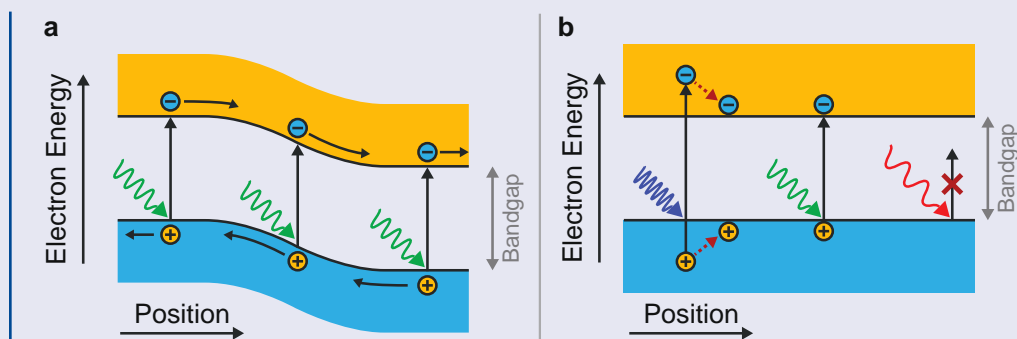 a
Electron Energy
Bandgap
Position
−
−
−
+
+
+
b
Electron Energy
Bandgap
Position
−
−
−
+
+
+